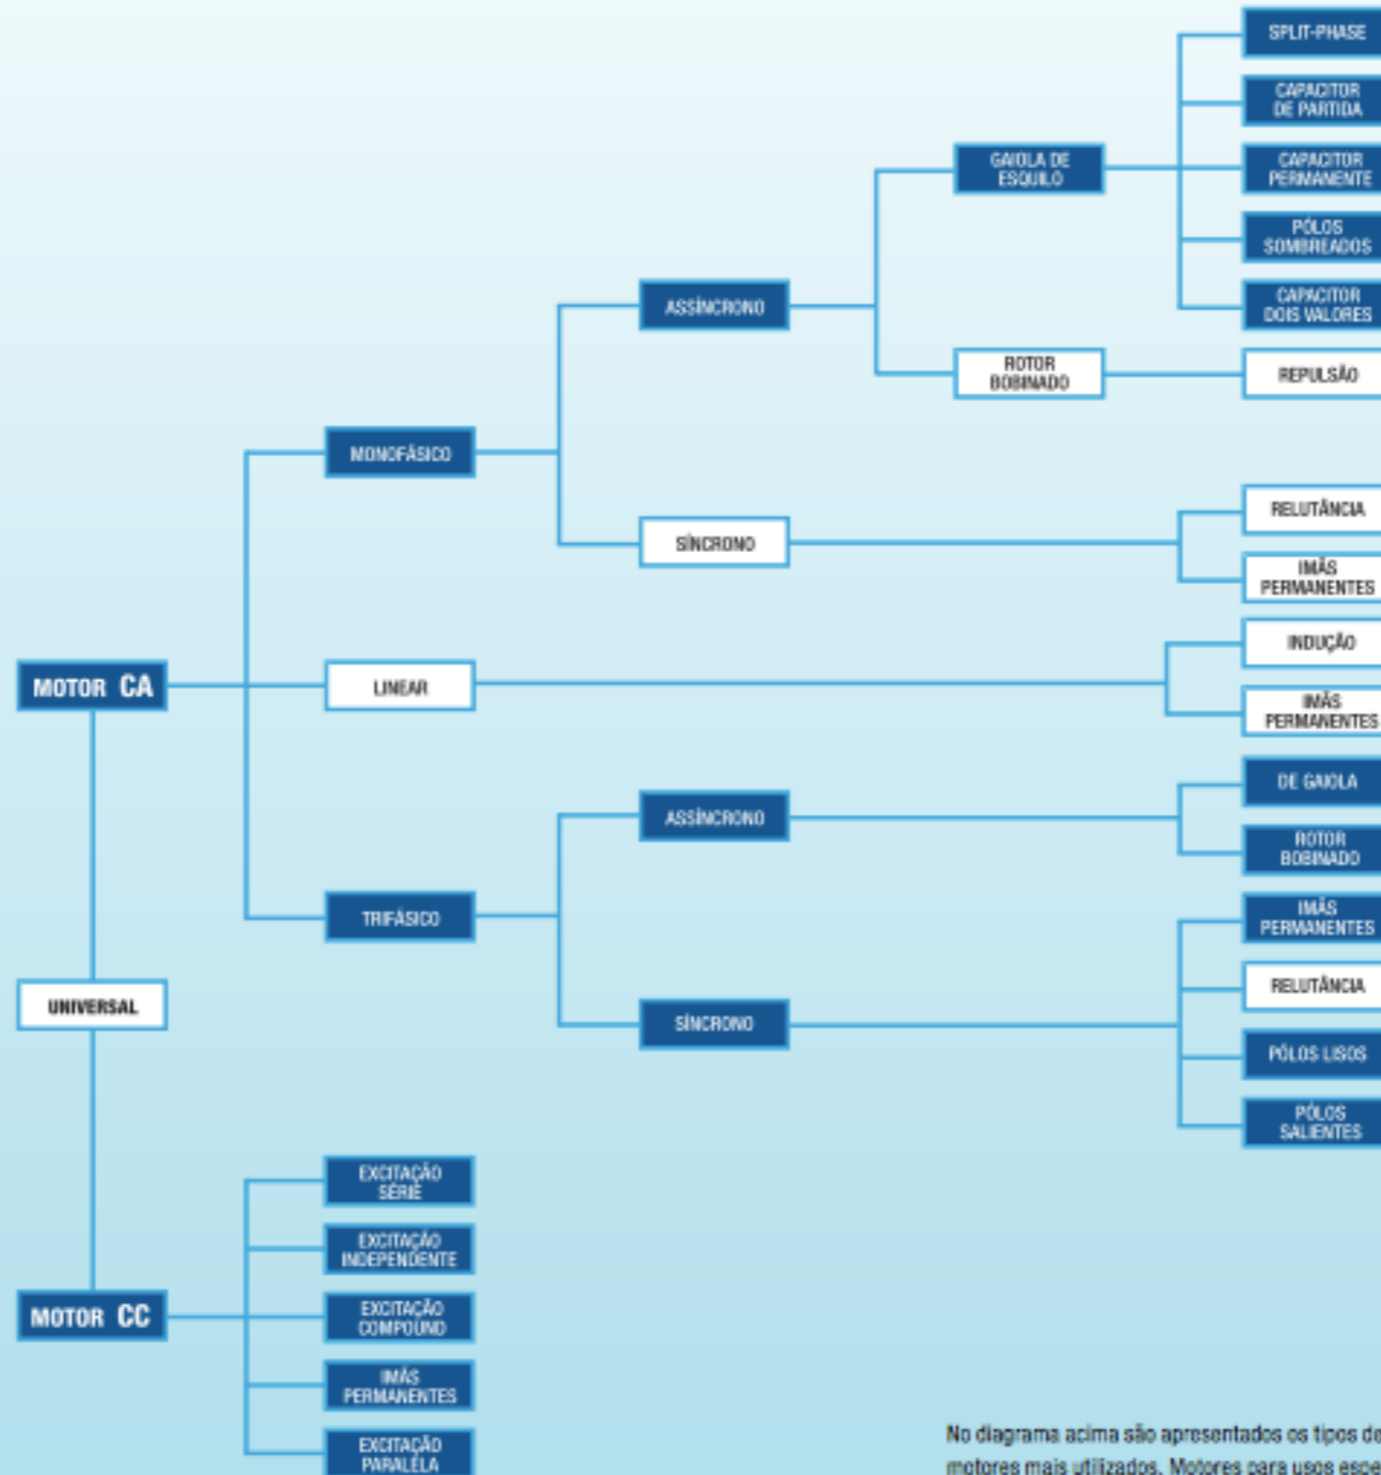 SPLIT-PHASE
CAPACITOR
DE PARTIDA
GAIOLA DE
ESQUILO
CAPACITOR
PERMANENTE
PÓLOS
SOMBREADOS
ASSÍNCRONO
CAPACITOR
DOIS VALORES
ROTOR
BOBINADO
REPULSÃO
MONOFÁSICO
SÍNCRONO
RELUTÂNCIA
IMÃS
PERMANENTES
INDUÇÃO
MOTOR CA
LINEAR
IMÃS
PERMANENTES
DE GAIOLA
ASSÍNCRONO
ROTOR
BOBINADO
TRIFÁSICO
IMÃS
PERMANENTES
RELUTÂNCIA
UNIVERSAL
SÍNCRONO
PÓLOS LISOS
PÓLOS
SALIENTES
EXCITAÇÃO
SÉRIE
EXCITAÇÃO
INDEPENDENTE
MOTOR CC
EXCITAÇÃO
COMPOUND
IMÃS
PERMANENTES
EXCITAÇÃO
PARALELA
No diagrama acima são apresentados os tipos de
motores mais utilizados. Motores para usos espe